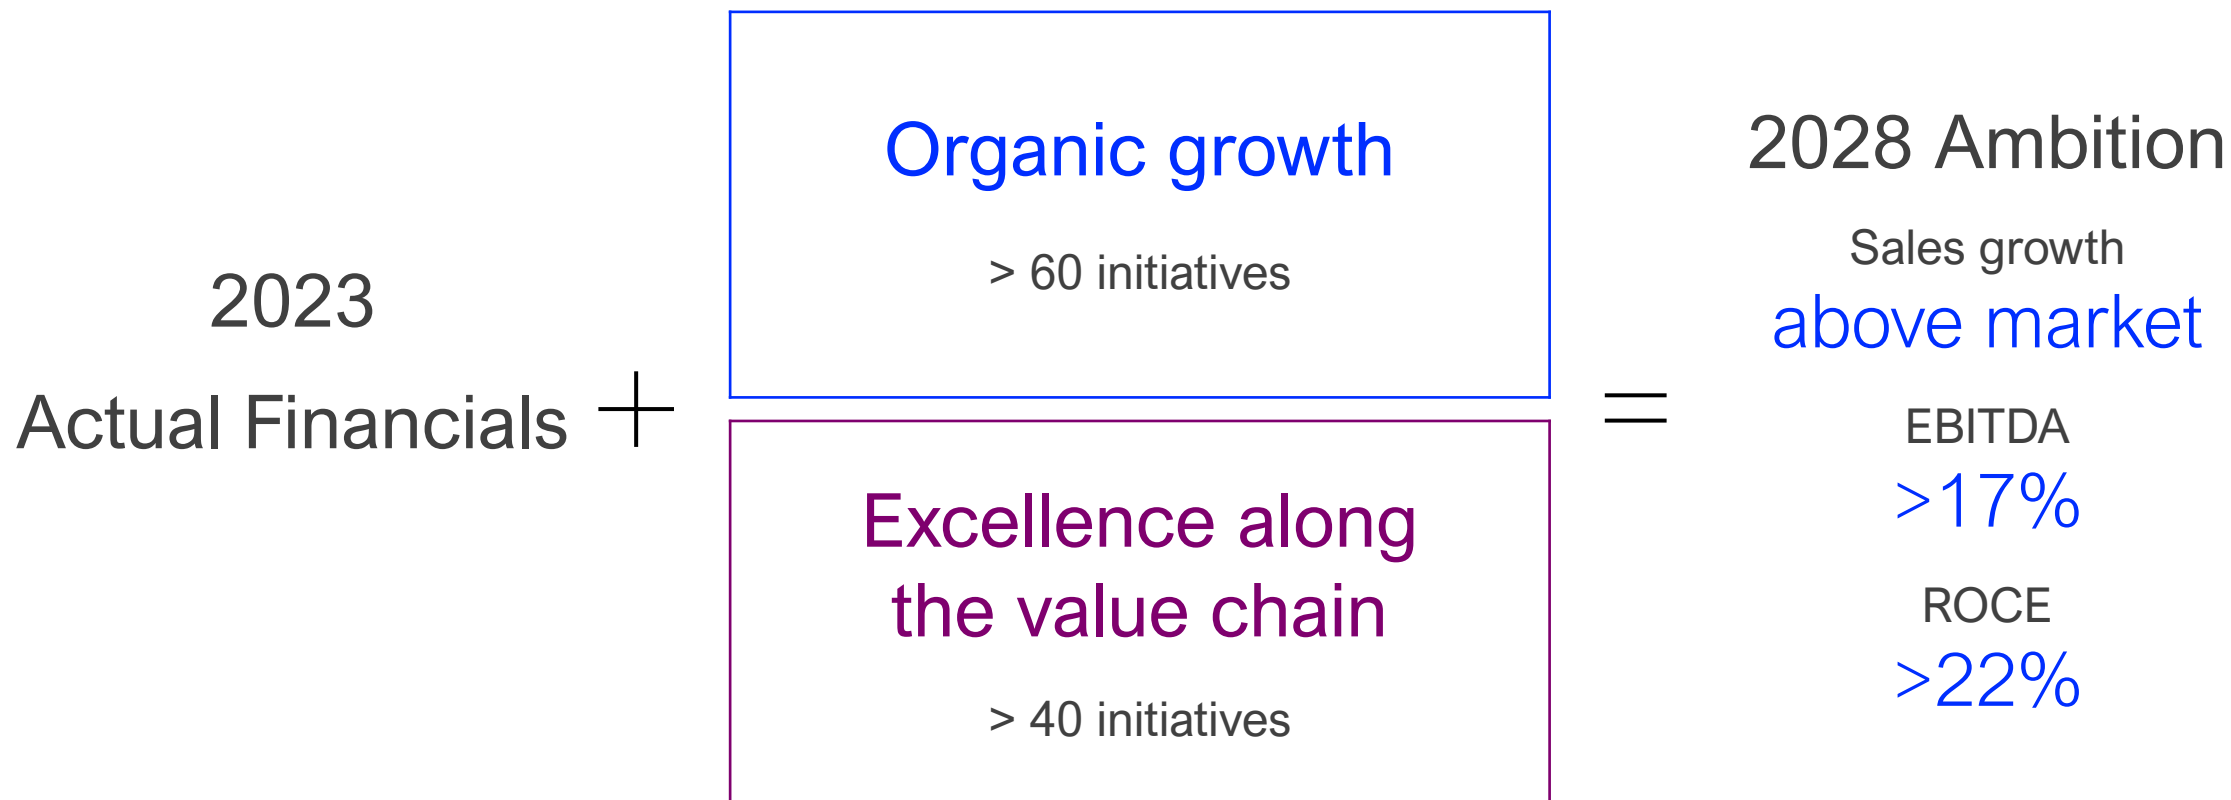 2023
Actual Financials
+
Organic growth
> 60 initiatives
Excellence along
the value chain
> 40 initiatives
=
2028 Ambition
Sales growth
above market
EBITDA
>17%
ROCE
>22%